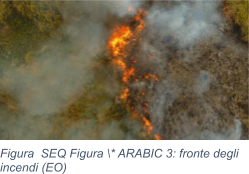 Figura  SEQ Figura \* ARABIC 3: fronte degli
incendi (EO)